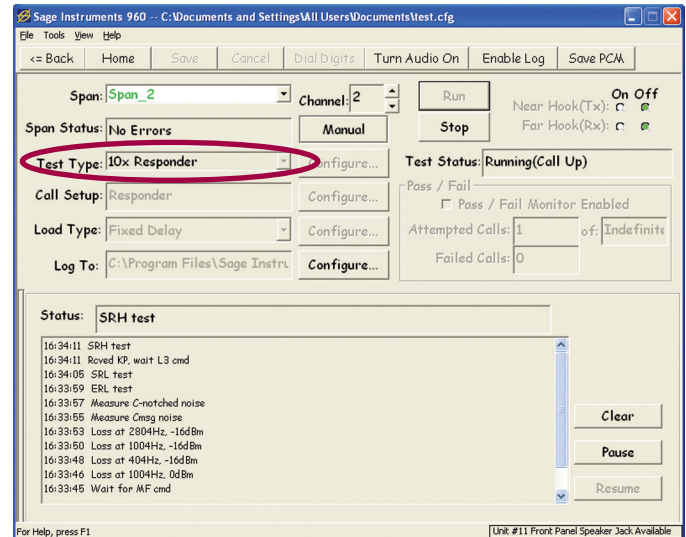 Sage Instruments 960 -- C:\Documents and Settings\All Users\Documents\test.cfg
File Tools View Help
<= Back Home Save Cancel Dial Digits Turn Audio On Enable Log Save PCM
Span: Span_2 Channel: 2 Run On Off
Near Hook(Tx):
Span Status: No Errors Manual Stop Far Hook(Rx):
Test Type: 10x Responder Configure... Test Status: Running(Call Up)
Call Setup: Responder Configure... Pass / Fail
Pass / Fail Monitor Enabled
Load Type: Fixed Delay Configure... Attempted Calls: 1 of: Indefinite
Log To: C:\Program Files\Sage Instru Configure... Failed Calls: 0
Status: SRH test
16:34:11 SRH test
16:34:11 Rcved KP, wait L3 cmd
16:34:05 SRL test
16:33:59 ERL test
16:33:57 Measure C-notched noise
16:33:55 Measure Cmsg noise
16:33:53 Loss at 2804Hz, -16dBm
16:33:50 Loss at 1004Hz, -16dBm
16:33:48 Loss at 404Hz, -16dBm
16:33:46 Loss at 1004Hz, 0dBm
16:33:45 Wait for MF cmd
Clear
Pause
Resume
For Help, press F1 Unit #11 Front Panel Speaker Jack Available